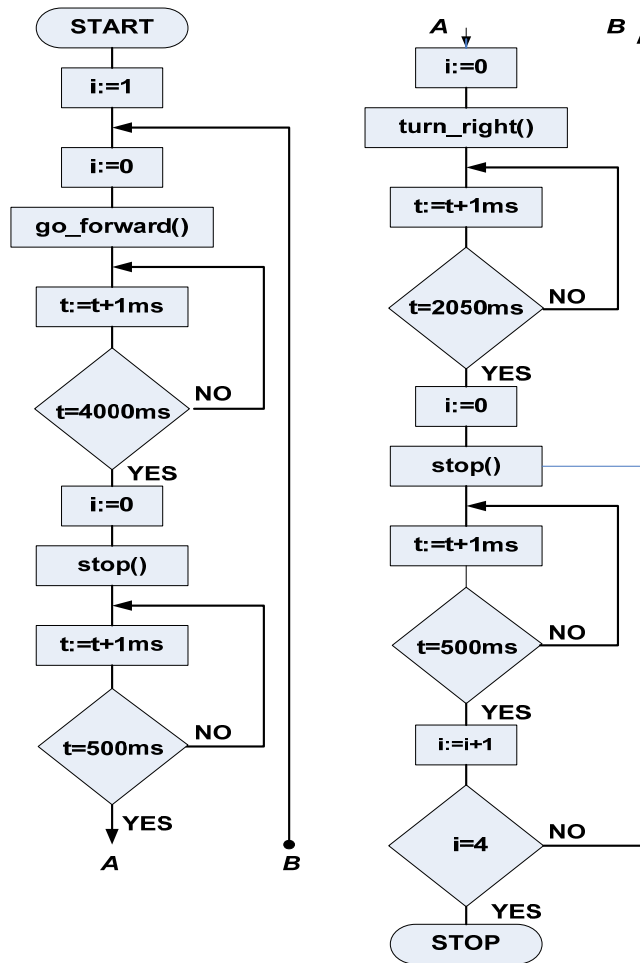 START
i:=1
i:=0
go_forward()
t:=t+1ms
t=4000ms
NO
YES
i:=0
stop()
t:=t+1ms
t=500ms
NO
YES
A
B
A
B
i:=0
turn_right()
t:=t+1ms
t=2050ms
NO
YES
i:=0
stop()
t:=t+1ms
t=500ms
NO
YES
i:=i+1
i=4
NO
YES
STOP